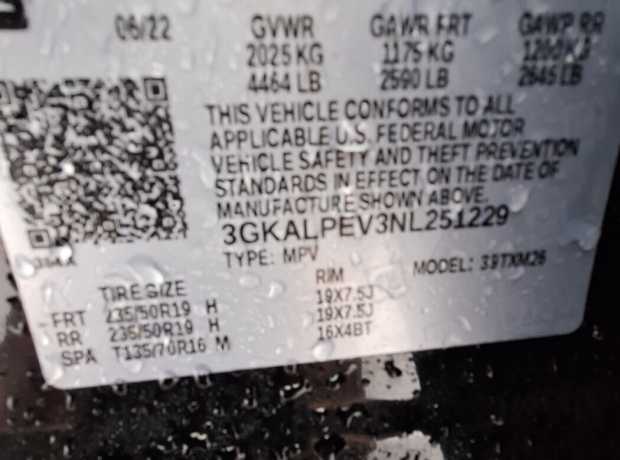 06/22 GVWR GAWR FRT GAWR RR
2025 KG 1175 KG 1200 KG
4464 LB 2590 LB 2645 LB
THIS VEHICLE CONFORMS TO ALL
APPLICABLE U.S. FEDERAL MOTOR
VEHICLE SAFETY AND THEFT PREVENTION
STANDARDS IN EFFECT ON THE DATE OF
MANUFACTURE SHOWN ABOVE.
3GKALPEV3NL251229
TYPE: MPV MODEL: 39TXM26
TIRE SIZE RIM
FRT 235/50R19 H 19X7.5J
RR 235/50R19 H 19X7.5J
SPA T135/70R16 M 16X4BT